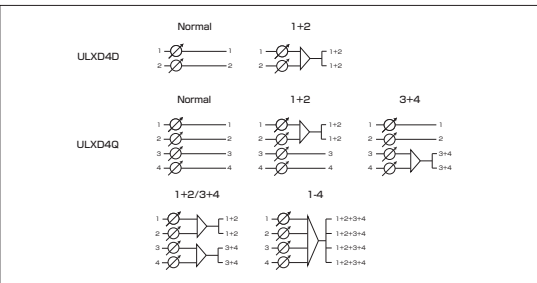 Normal 1+2
ULXD4D
1 1 1 1+2
2 2 2 1+2
Normal 1+2 3+4
ULXD4Q
1 1 1 1+2 1 1
2 2 2 1+2 2 2
3 3 3 3 3 3+4
4 4 4 4 4 3+4
1+2/3+4 1-4
1 1+2 1 1+2+3+4
2 1+2 2 1+2+3+4
3 3+4 3 1+2+3+4
4 3+4 4 1+2+3+4